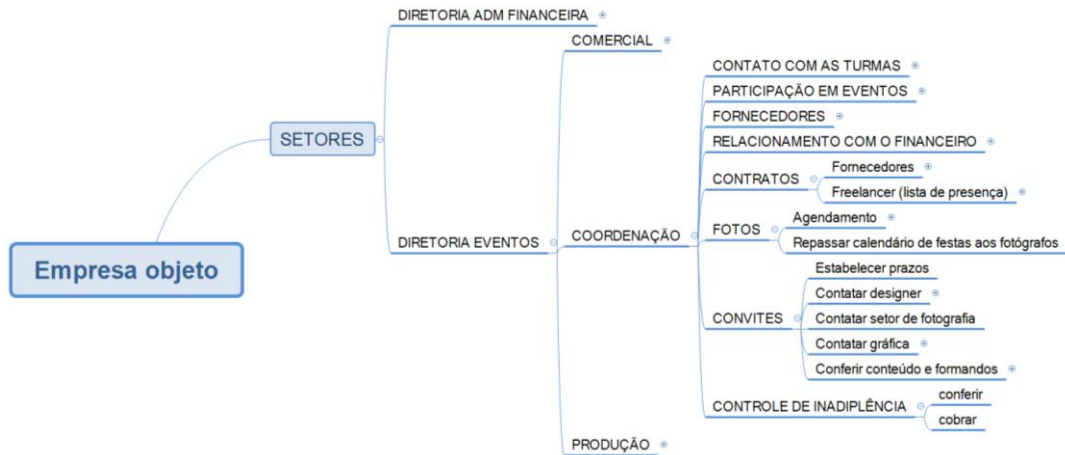 Empresa objeto
SETORES
DIRETORIA ADM FINANCEIRA
DIRETORIA EVENTOS
COMERCIAL
COORDENAÇÃO
CONTATO COM AS TURMAS
PARTICIPAÇÃO EM EVENTOS
FORNECEDORES
RELACIONAMENTO COM O FINANCEIRO
CONTRATOS
Fornecedores
Freelancer (lista de presença)
FOTOS
Agendamento
Repassar calendário de festas aos fotógrafos
CONVITES
Estabelecer prazos
Contatar designer
Contatar setor de fotografia
Contatar gráfica
Conferir conteúdo e formandos
CONTROLE DE INADIPLÊNCIA
conferir
cobrar
PRODUÇÃO